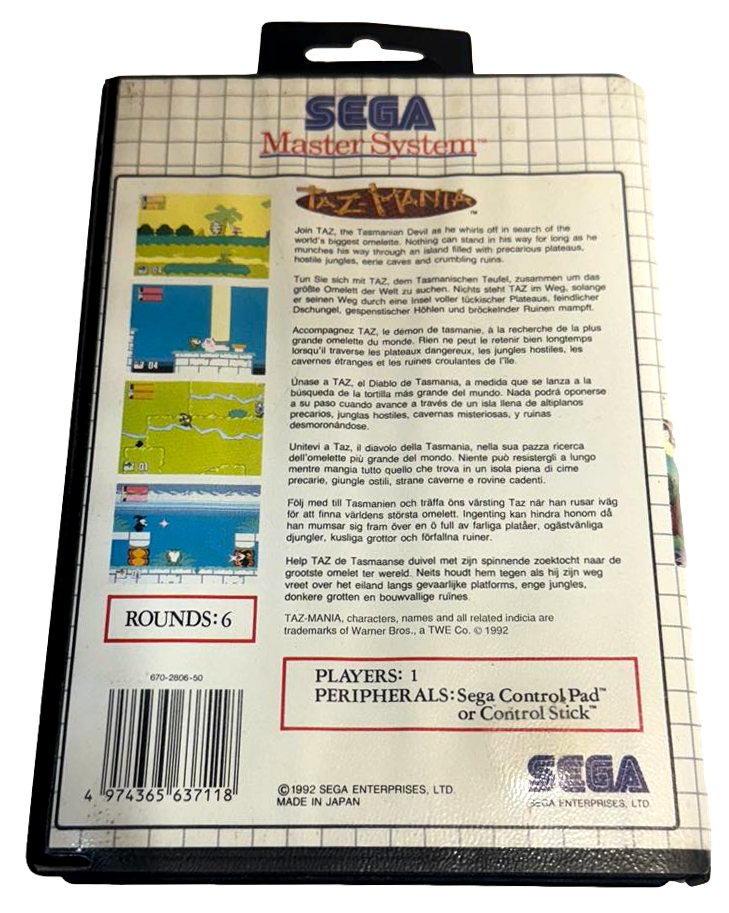 SEGA
Master System™
TAZ-MANIA™
Join TAZ, the Tasmanian Devil as he whirls off in search of the
world's biggest omelette. Nothing can stand in his way for long as he
munches his way through an island filled with precarious plateaus,
hostile jungles, eerie caves and crumbling ruins.
Tun Sie sich mit TAZ, dem Tasmanischen Teufel, zusammen um das
größte Omelett der Welt zu suchen. Nichts steht TAZ im Weg, solange
er seinen Weg durch eine Insel voller tückischer Plateaus, feindlicher
Dschungel, gespenstischer Höhlen und bröckelnder Ruinen mampft.
Accompagnez TAZ, le démon de tasmanie, à la recherche de la plus
grande omelette du monde. Rien ne peut le retenir bien longtemps
lorsqu'il traverse les plateaux dangereux, les jungles hostiles, les
cavernes étranges et les ruines croulantes de l'île.
Únase a TAZ, el Diablo de Tasmania, a medida que se lanza a la
búsqueda de la tortilla más grande del mundo. Nada podrá oponerse
a su paso cuando avance a través de un isla llena de altiplanos
precarios, junglas hostiles, cavernas misteriosas, y ruinas
desmoronándose.
Unitevi a Taz, il diavolo della Tasmania, nella sua pazza ricerca
dell'omelette più grande del mondo. Niente può resistergli a lungo
mentre mangia tutto quello che trova in un isola piena di cime
precarie, giungle ostili, strane caverne e rovine cadenti.
Följ med till Tasmanien och träffa öns värsting Taz när han rusar iväg
för att finna världens största omelett. Ingenting kan hindra honom då
han mumsar sig fram över en ö full av farliga platåer, ogästvänliga
djungler, kusliga grottor och förfallna ruiner.
Help TAZ de Tasmaanse duivel met zijn spinnende zoektocht naar de
grootste omelet ter wereld. Neits houdt hem tegen als hij zijn weg
vreet over het eiland langs gevaarlijke platforms, enge jungles,
donkere grotten en bouwvallige ruïnes.
TAZ-MANIA, characters, names and all related indicia are
trademarks of Warner Bros., a TWE Co. © 1992
04
01
ROUNDS: 6
670-2806-50
4 974365 637118
PLAYERS: 1
PERIPHERALS: Sega Control Pad™
or Control Stick™
©1992 SEGA ENTERPRISES, LTD.
MADE IN JAPAN
SEGA
SEGA ENTERPRISES, LTD